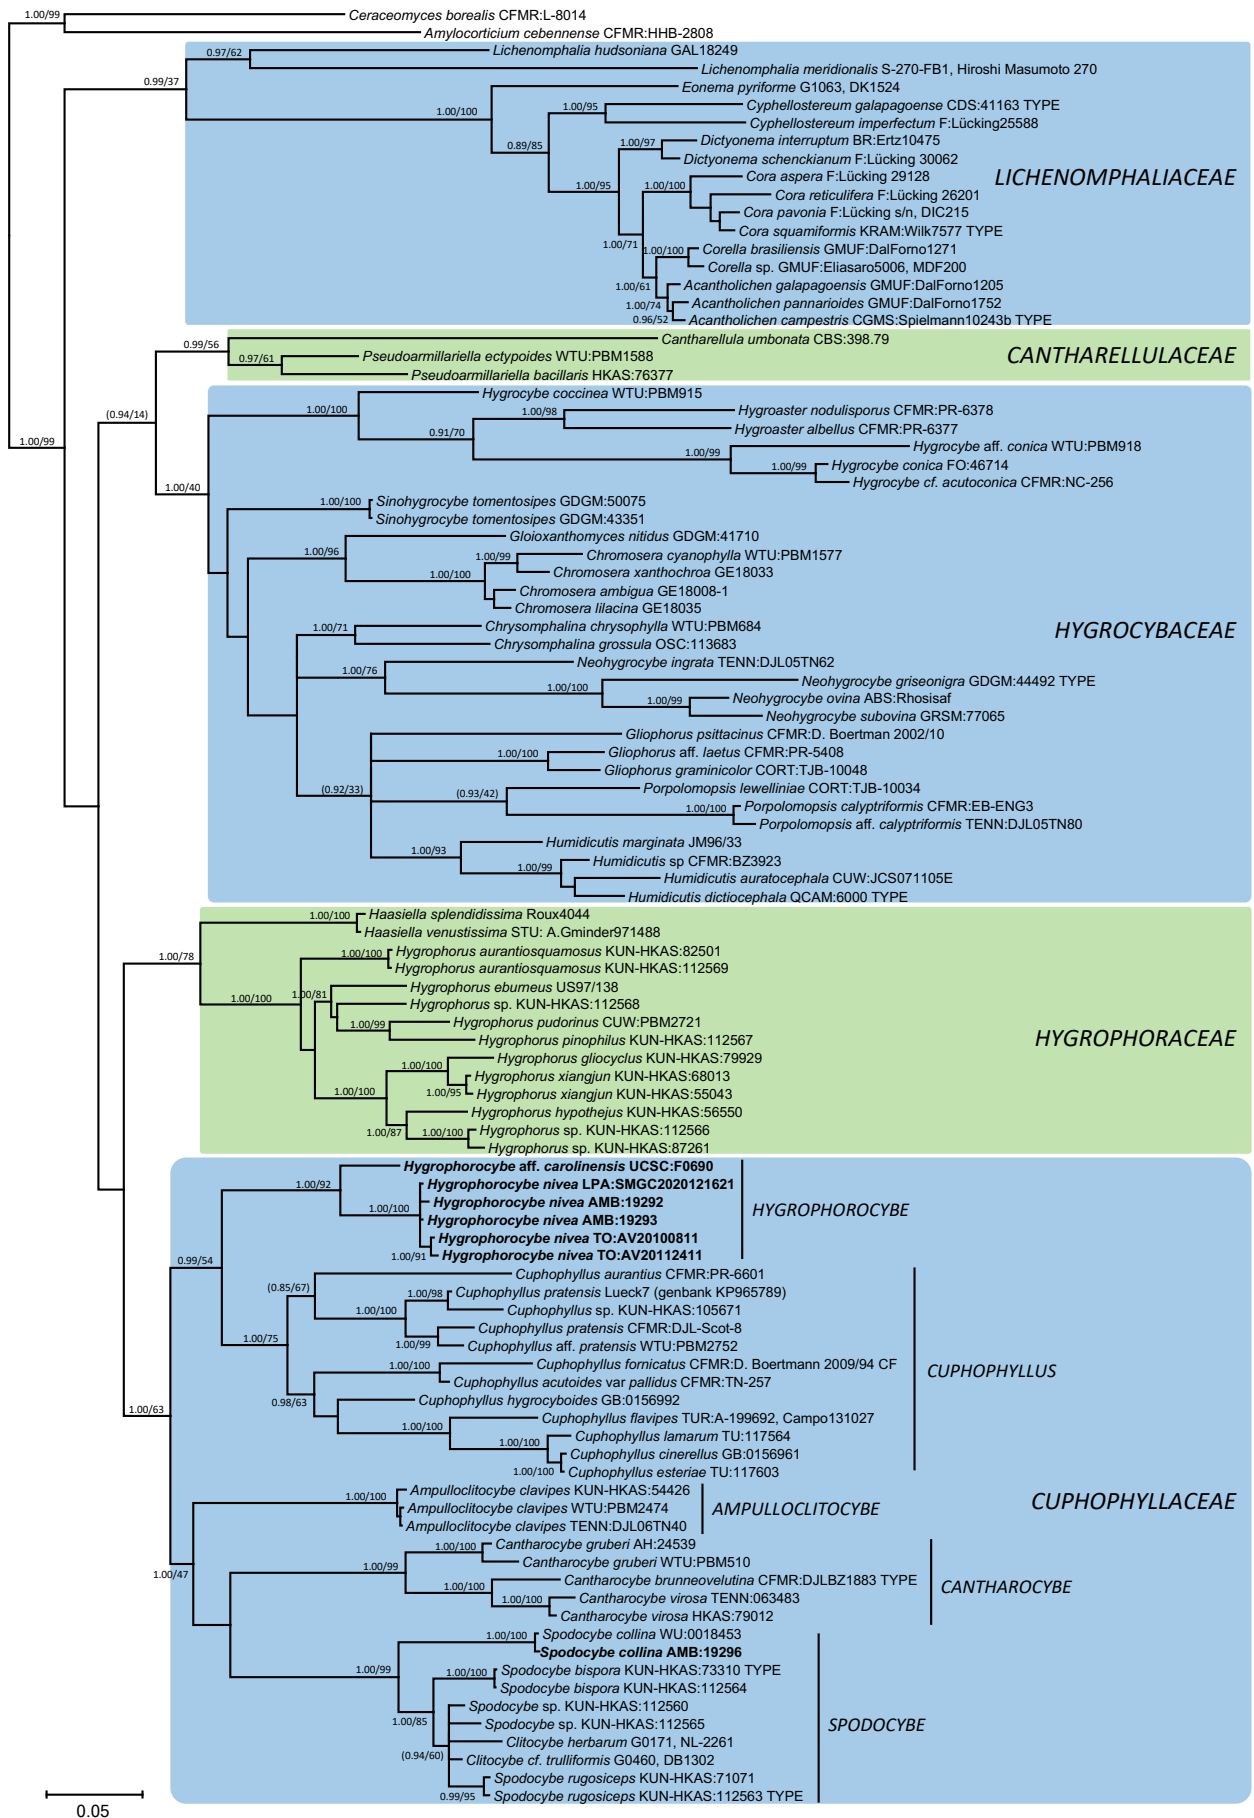 1.00/99
Ceraceomyces borealis CFMR:L-8014
Amylocorticium cebennense CFMR:HHB-2808
0.97/62
Lichenomphalia hudsoniana GAL18249
0.99/37
Lichenomphalia meridionalis S-270-FB1, Hiroshi Masumoto 270
Eonema pyriforme G1063, DK1524
1.00/100
1.00/95
Cyphellostereum galapagoense CDS:41163 TYPE
Cyphellostereum imperfectum F:Lücking25588
0.89/85
1.00/97
Dictyonema interruptum BR:Ertz10475
Dictyonema schenckianum F:Lücking 30062
LICHENOMPHALIACEAE
1.00/95
1.00/100
Cora aspera F:Lücking 29128
Cora reticulifera F:Lücking 26201
Cora pavonia F:Lücking s/n, DIC215
Cora squamiformis KRAM:Wilk7577 TYPE
1.00/71
1.00/100
Corella brasiliensis GMUF:DalForno1271
Corella sp. GMUF:Eliasaro5006, MDF200
1.00/61
Acantholichen galapagoensis GMUF:DalForno1205
1.00/74
Acantholichen pannarioides GMUF:DalForno1752
0.96/52
Acantholichen campestris CGMS:Spielmann10243b TYPE
0.99/56
Cantharellula umbonata CBS:398.79
0.97/61
Pseudoarmillariella ectypoides WTU:PBM1588
CANTHARELLULACEAE
Pseudoarmillariella bacillaris HKAS:76377
(0.94/14)
1.00/100
Hygrocybe coccinea WTU:PBM915
1.00/98
Hygroaster nodulisporus CFMR:PR-6378
0.91/70
Hygroaster albellus CFMR:PR-6377
1.00/99
1.00/99
Hygrocybe aff. conica WTU:PBM918
1.00/99
Hygrocybe conica FO:46714
Hygrocybe cf. acutoconica CFMR:NC-256
1.00/40
1.00/100
Sinohygrocybe tomentosipes GDGM:50075
Sinohygrocybe tomentosipes GDGM:43351
Gloioxanthomyces nitidus GDGM:41710
1.00/96
1.00/99
Chromosera cyanophylla WTU:PBM1577
1.00/100
Chromosera xanthochroa GE18033
Chromosera ambigua GE18008-1
Chromosera lilacina GE18035
1.00/71
Chrysomphalina chrysophylla WTU:PBM684
HYGROCYBACEAE
Chrysomphalina grossula OSC:113683
1.00/76
Neohygrocybe ingrata TENN:DJL05TN62
1.00/100
Neohygrocybe griseonigra GDGM:44492 TYPE
1.00/99
Neohygrocybe ovina ABS:Rhosisaf
Neohygrocybe subovina GRSM:77065
Gliophorus psittacinus CFMR:D. Boertman 2002/10
1.00/100
Gliophorus aff. laetus CFMR:PR-5408
Gliophorus graminicolor CORT:TJB-10048
(0.92/33)
(0.93/42)
Porpolomopsis lewelliniae CORT:TJB-10034
1.00/100
Porpolomopsis calyptriformis CFMR:EB-ENG3
Porpolomopsis aff. calyptriformis TENN:DJL05TN80
1.00/93
Humidicutis marginata JM96/33
1.00/99
Humidicutis sp CFMR:BZ3923
Humidicutis auratocephala CUW:JCS071105E
Humidicutis dictiocephala QCAM:6000 TYPE
1.00/100
Haasiella splendidissima Roux4044
Haasiella venustissima STU: A.Gminder971488
1.00/78
1.00/100
Hygrophorus aurantiosquamosus KUN-HKAS:82501
Hygrophorus aurantiosquamosus KUN-HKAS:112569
1.00/100
1.00/81
Hygrophorus eburneus US97/138
Hygrophorus sp. KUN-HKAS:112568
1.00/99
Hygrophorus pudorinus CUW:PBM2721
Hygrophorus pinophilus KUN-HKAS:112567
HYGROPHORACEAE
1.00/100
Hygrophorus gliocyclus KUN-HKAS:79929
Hygrophorus xiangjun KUN-HKAS:68013
1.00/100
1.00/95
Hygrophorus xiangjun KUN-HKAS:55043
Hygrophorus hypothejus KUN-HKAS:56550
1.00/87
1.00/100
Hygrophorus sp. KUN-HKAS:112566
Hygrophorus sp. KUN-HKAS:87261
Hygrophorocybe aff. carolinensis UCSC:F0690
1.00/92
Hygrophorocybe nivea LPA:SMGC2020121621
Hygrophorocybe nivea AMB:19292
HYGROPHOROCYBE
1.00/100
Hygrophorocybe nivea AMB:19293
Hygrophorocybe nivea TO:AV20100811
1.00/91
Hygrophorocybe nivea TO:AV20112411
0.99/54
Cuphophyllus aurantius CFMR:PR-6601
(0.85/67)
1.00/98
Cuphophyllus pratensis Lueck7 (genbank KP965789)
1.00/100
Cuphophyllus sp. KUN-HKAS:105671
Cuphophyllus pratensis CFMR:DJL-Scot-8
1.00/75
1.00/99
Cuphophyllus aff. pratensis WTU:PBM2752
1.00/100
Cuphophyllus fornicatus CFMR:D. Boertmann 2009/94 CF
CUPHOPHYLLUS
Cuphophyllus acutoides var pallidus CFMR:TN-257
0.98/63
Cuphophyllus hygrocyboides GB:0156992
1.00/63
1.00/100
Cuphophyllus flavipes TUR:A-199692, Campo131027
Cuphophyllus lamarum TU:117564
1.00/100
Cuphophyllus cinerellus GB:0156961
1.00/100
Cuphophyllus esteriae TU:117603
1.00/100
Ampulloclitocybe clavipes KUN-HKAS:54426
CUPHOPHYLLACEAE
Ampulloclitocybe clavipes WTU:PBM2474
AMPULLOCLITOCYBE
Ampulloclitocybe clavipes TENN:DJL06TN40
1.00/100
Cantharocybe gruberi AH:24539
1.00/99
Cantharocybe gruberi WTU:PBM510
1.00/47
1.00/100
Cantharocybe brunneovelutina CFMR:DJLBZ1883 TYPE
CANTHAROCYBE
1.00/100
Cantharocybe virosa TENN:063483
Cantharocybe virosa HKAS:79012
1.00/100
Spodocybe collina WU:0018453
Spodocybe collina AMB:19296
1.00/99
1.00/100
Spodocybe bispora KUN-HKAS:73310 TYPE
Spodocybe bispora KUN-HKAS:112564
Spodocybe sp. KUN-HKAS:112560
1.00/85
Spodocybe sp. KUN-HKAS:112565
SPODOCYBE
Clitocybe herbarum G0171, NL-2261
(0.94/60)
Clitocybe cf. trulliformis G0460, DB1302
Spodocybe rugosiceps KUN-HKAS:71071
0.99/95
Spodocybe rugosiceps KUN-HKAS:112563 TYPE
0.05